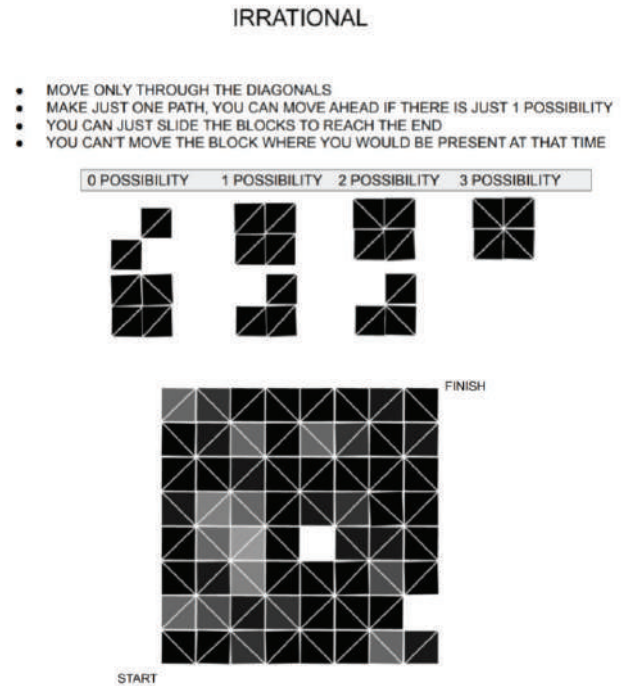 IRRATIONAL
● MOVE ONLY THROUGH THE DIAGONALS
● MAKE JUST ONE PATH, YOU CAN MOVE AHEAD IF THERE IS JUST 1 POSSIBILITY
● YOU CAN JUST SLIDE THE BLOCKS TO REACH THE END
● YOU CAN'T MOVE THE BLOCK WHERE YOU WOULD BE PRESENT AT THAT TIME
0 POSSIBILITY 1 POSSIBILITY 2 POSSIBILITY 3 POSSIBILITY
FINISH
START